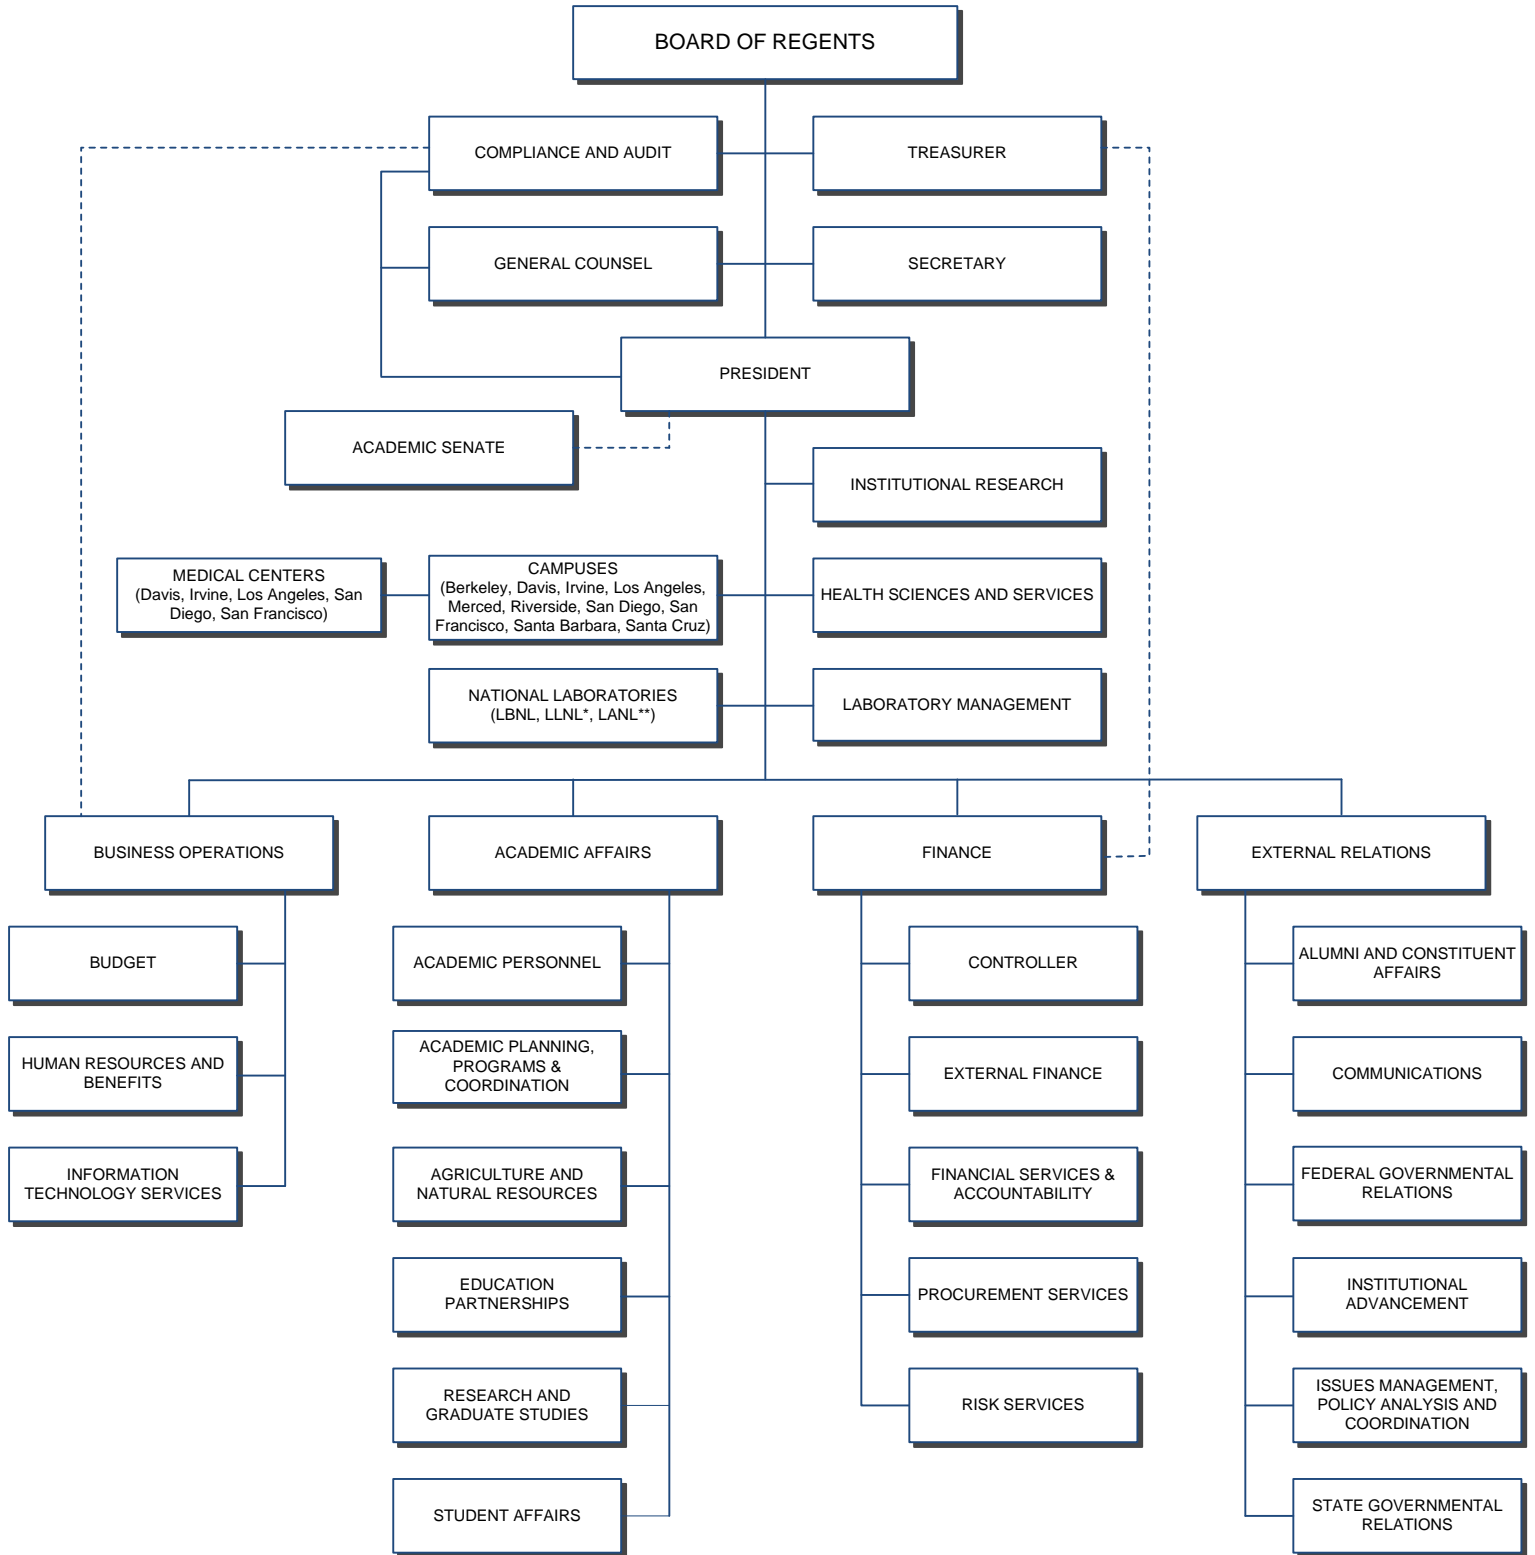 BOARD OF REGENTS
COMPLIANCE AND AUDIT
TREASURER
GENERAL COUNSEL
SECRETARY
PRESIDENT
ACADEMIC SENATE
INSTITUTIONAL RESEARCH
MEDICAL CENTERS
(Davis, Irvine, Los Angeles, San
Diego, San Francisco)
CAMPUSES
(Berkeley, Davis, Irvine, Los Angeles,
Merced, Riverside, San Diego, San
Francisco, Santa Barbara, Santa Cruz)
HEALTH SCIENCES AND SERVICES
NATIONAL LABORATORIES
(LBNL, LLNL*, LANL**)
LABORATORY MANAGEMENT
BUSINESS OPERATIONS
ACADEMIC AFFAIRS
FINANCE
EXTERNAL RELATIONS
BUDGET
HUMAN RESOURCES AND
BENEFITS
INFORMATION
TECHNOLOGY SERVICES
ACADEMIC PERSONNEL
ACADEMIC PLANNING,
PROGRAMS &
COORDINATION
AGRICULTURE AND
NATURAL RESOURCES
EDUCATION
PARTNERSHIPS
RESEARCH AND
GRADUATE STUDIES
STUDENT AFFAIRS
CONTROLLER
EXTERNAL FINANCE
FINANCIAL SERVICES &
ACCOUNTABILITY
PROCUREMENT SERVICES
RISK SERVICES
ALUMNI AND CONSTITUENT
AFFAIRS
COMMUNICATIONS
FEDERAL GOVERNMENTAL
RELATIONS
INSTITUTIONAL
ADVANCEMENT
ISSUES MANAGEMENT,
POLICY ANALYSIS AND
COORDINATION
STATE GOVERNMENTAL
RELATIONS